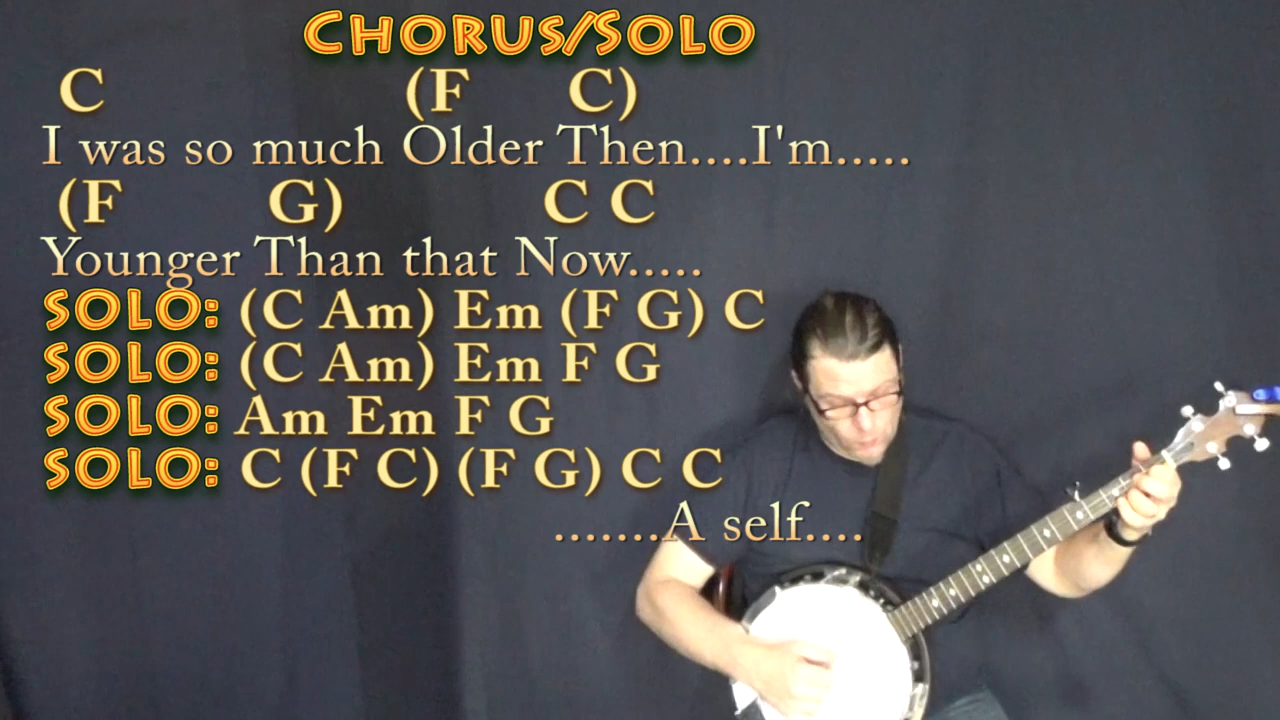 CHORUS/SOLO
C (F C)
I was so much Older Then....I'm.....
(F G) C C
Younger Than that Now.....
SOLO: (C Am) Em (F G) C
SOLO: (C Am) Em F G
SOLO: Am Em F G
SOLO: C (F C) (F G) C C
.......A self....